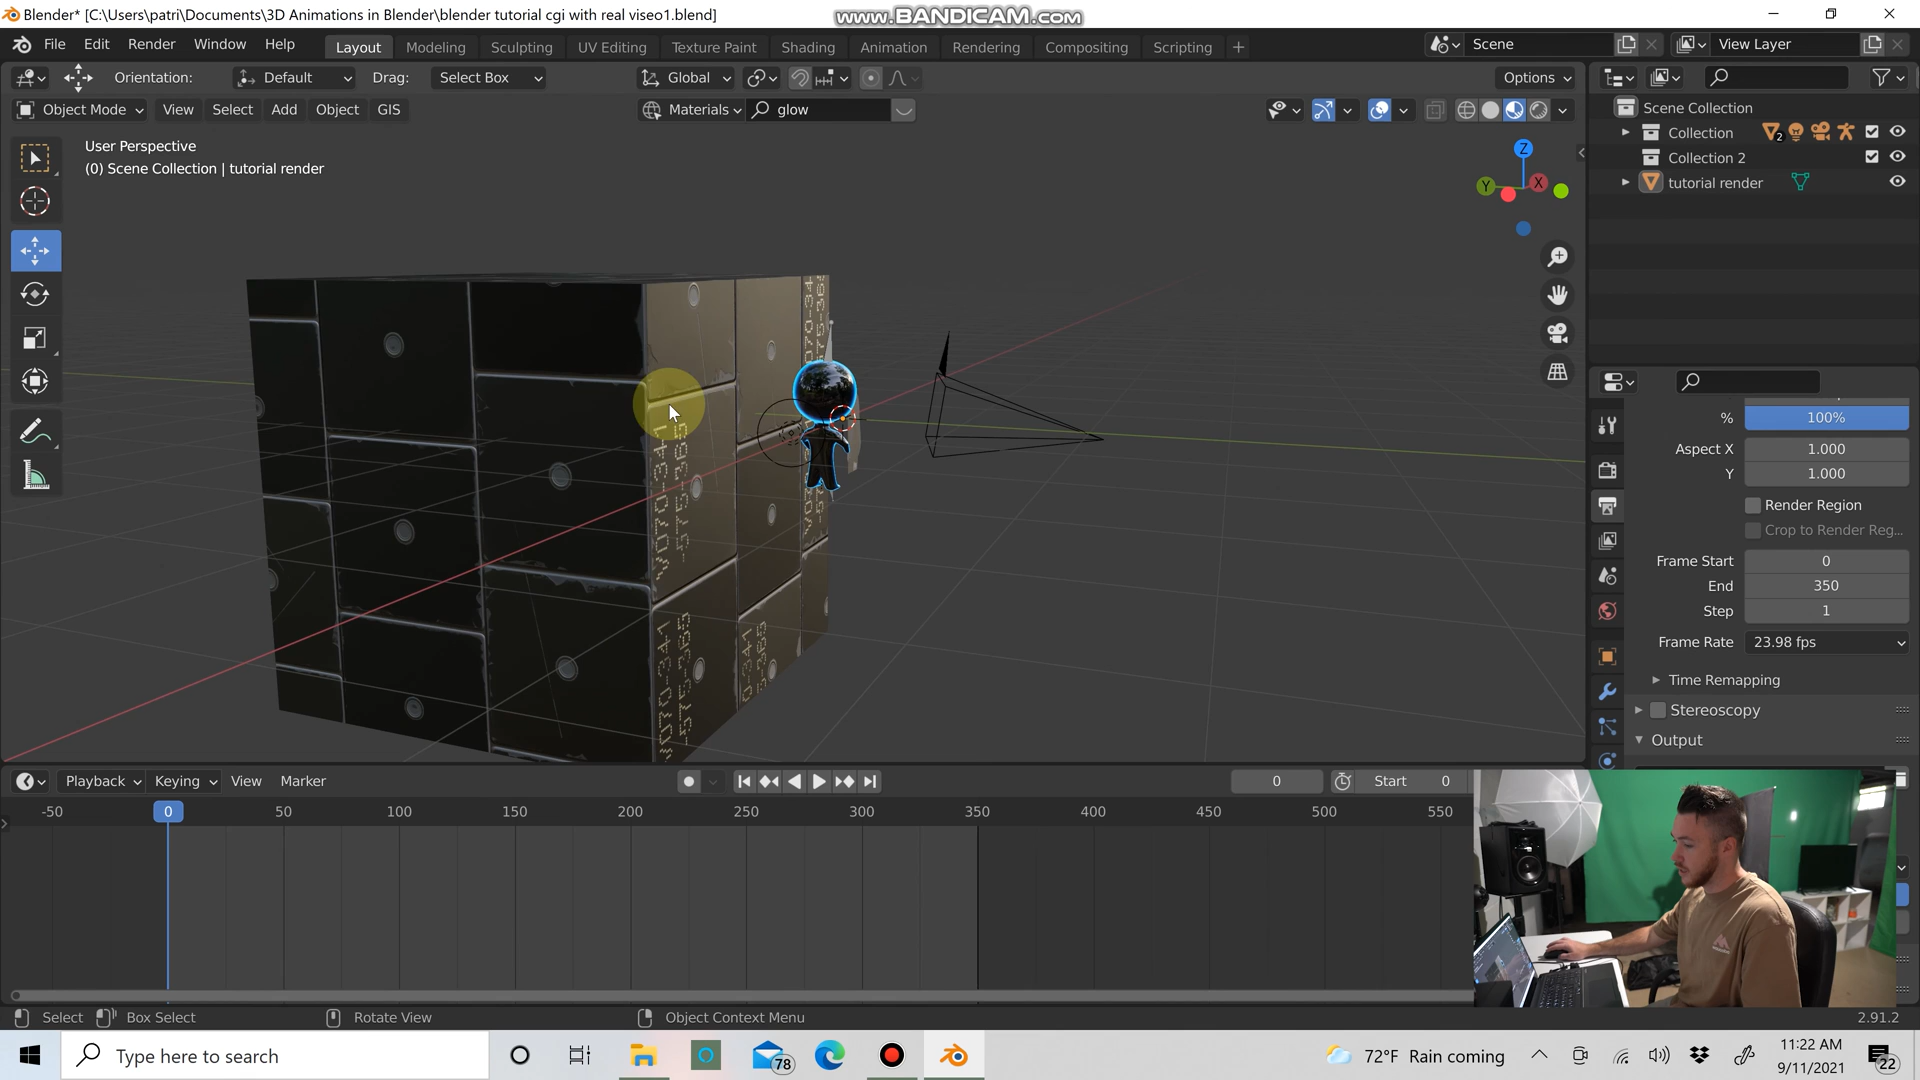 Blender* [C:\Users\patri\Documents\3D Animations in Blender\blender tutorial cgi with real viseo1.blend]
www.BANDICAM.com
File Edit Render Window Help
Layout Modeling Sculpting UV Editing Texture Paint Shading Animation Rendering Compositing Scripting +
Scene
View Layer
Orientation: Default Drag: Select Box
Global
Options
Object Mode View Select Add Object GIS
Materials glow
User Perspective
(0) Scene Collection | tutorial render
Z
Y
X
Scene Collection
Collection 2
Collection 2
tutorial render
% 100%
Aspect X 1.000
Y 1.000
Render Region
Crop to Render Reg...
Frame Start 0
End 350
Step 1
Frame Rate 23.98 fps
Time Remapping
Stereoscopy
Output
Playback Keying View Marker
0 Start 0
-50 0 50 100 150 200 250 300 350 400 450 500 550
Select Box Select Rotate View Object Context Menu
2.91.2
Type here to search
78
72°F Rain coming
11:22 AM
9/11/2021
22